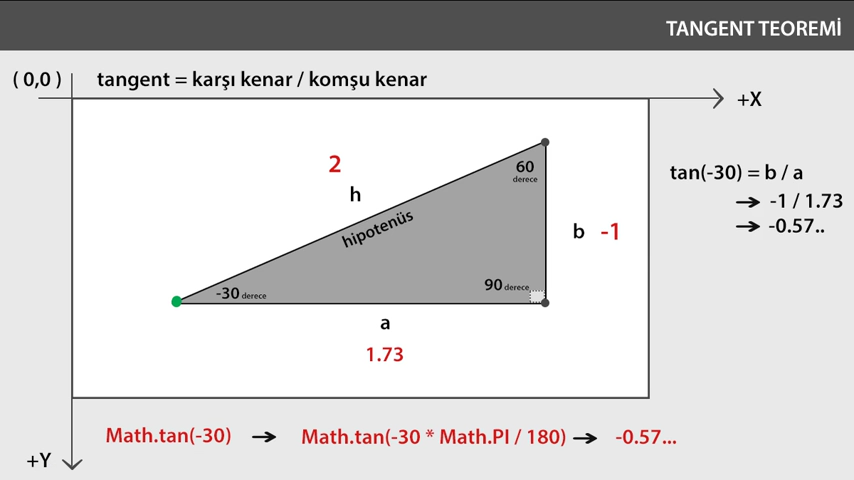 TANGENT TEOREMİ
( 0,0 )
tangent = karşı kenar / komşu kenar
+X
2
h
hipotenüs
60
derece
tan(-30) = b / a
→ -1 / 1.73
→ -0.57..
b -1
-30 derece
90 derece
a
1.73
Math.tan(-30) → Math.tan(-30 * Math.PI / 180) → -0.57...
+Y